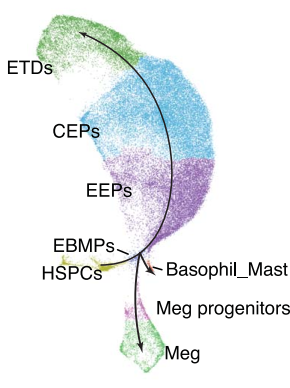 ETDs
CEPs
EEPs
EBMPs
HSPCs
Basophil_Mast
Meg progenitors
Meg